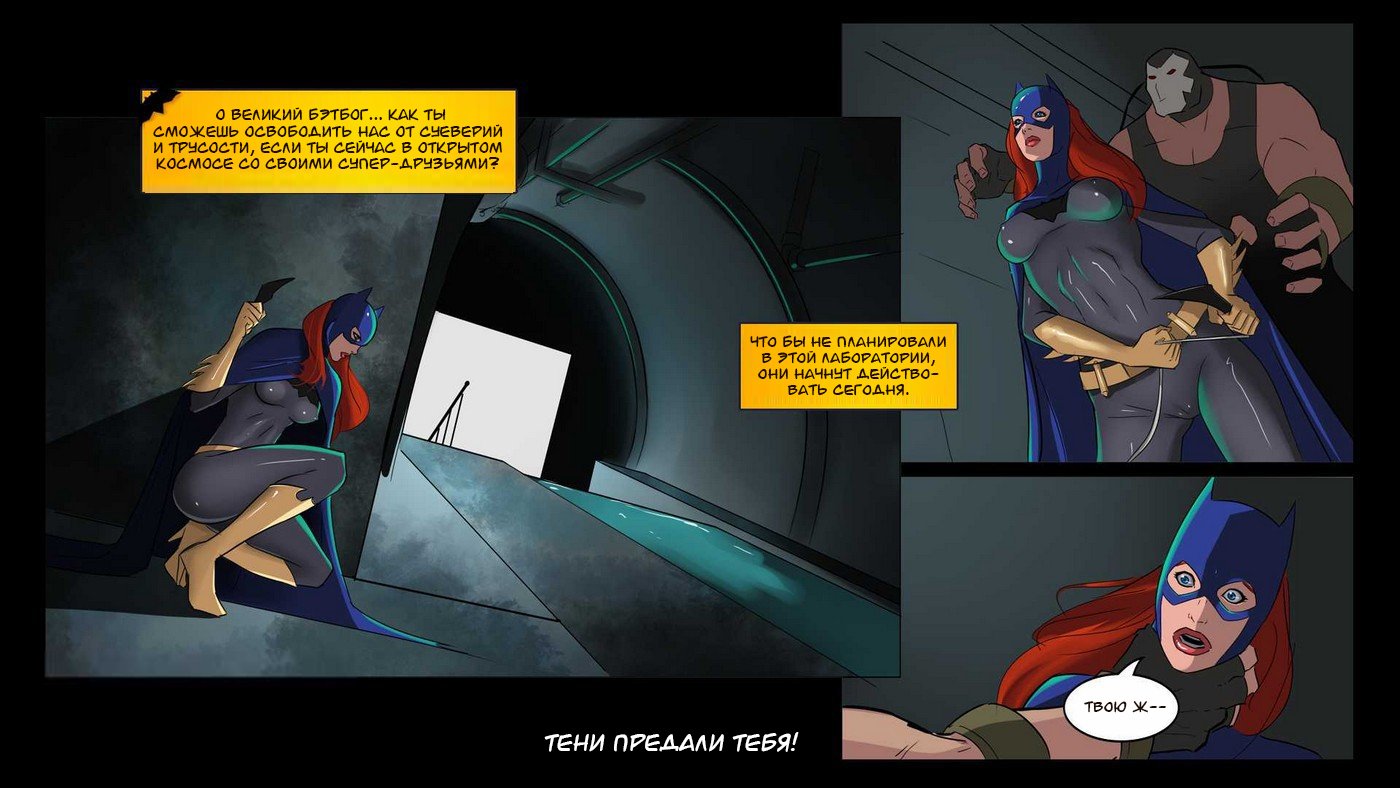 О ВЕЛИКИЙ БЭТБОГ... КАК ТЫ
СМОЖЕШЬ ОСВОБОДИТЬ НАС ОТ СУЕВЕРИЙ
И ТРУСОСТИ, ЕСЛИ ТЫ СЕЙЧАС В ОТКРЫТОМ
КОСМОСЕ СО СВОИМИ СУПЕР-ДРУЗЬЯМИ?
ЧТО БЫ НЕ ПЛАНИРОВАЛИ
В ЭТОЙ ЛАБОРАТОРИИ,
ОНИ НАЧНУТ ДЕЙСТВО-
ВАТЬ СЕГОДНЯ.
ТВОЮ Ж--
ТЕНИ ПРЕДАЛИ ТЕБЯ!